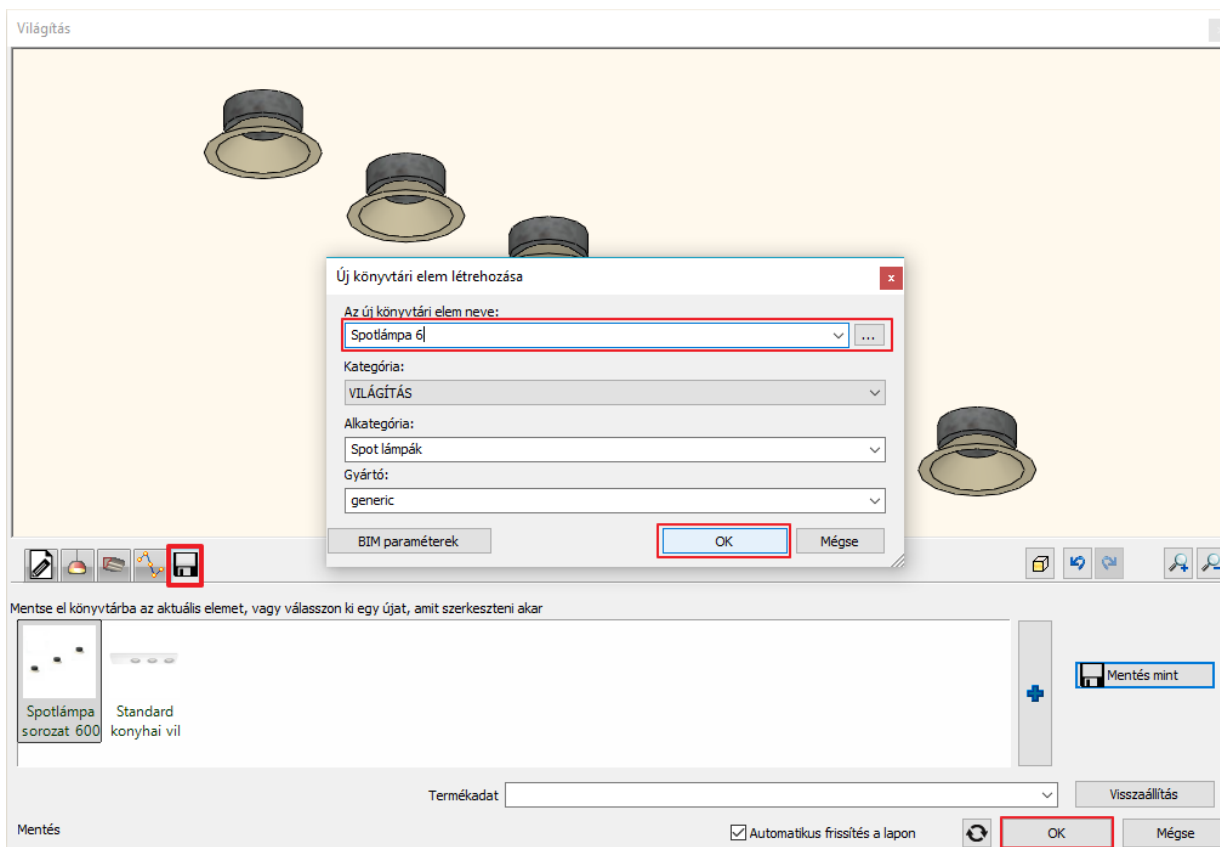 Világítás
Új könyvtári elem létrehozása
x
Az új könyvtári elem neve:
Spotlámpa 6
...
Kategória:
VILÁGÍTÁS
Alkategória:
Spot lámpák
Gyártó:
generic
BIM paraméterek
OK
Mégse
Mentse el könyvtárba az aktuális elemet, vagy válasszon ki egy újat, amit szerkeszteni akar
Spotlámpa
sorozat 600
Standard
konyhai vil
Mentés mint
Termékadat
Visszaállítás
Mentés
Automatikus frissítés a lapon
OK
Mégse